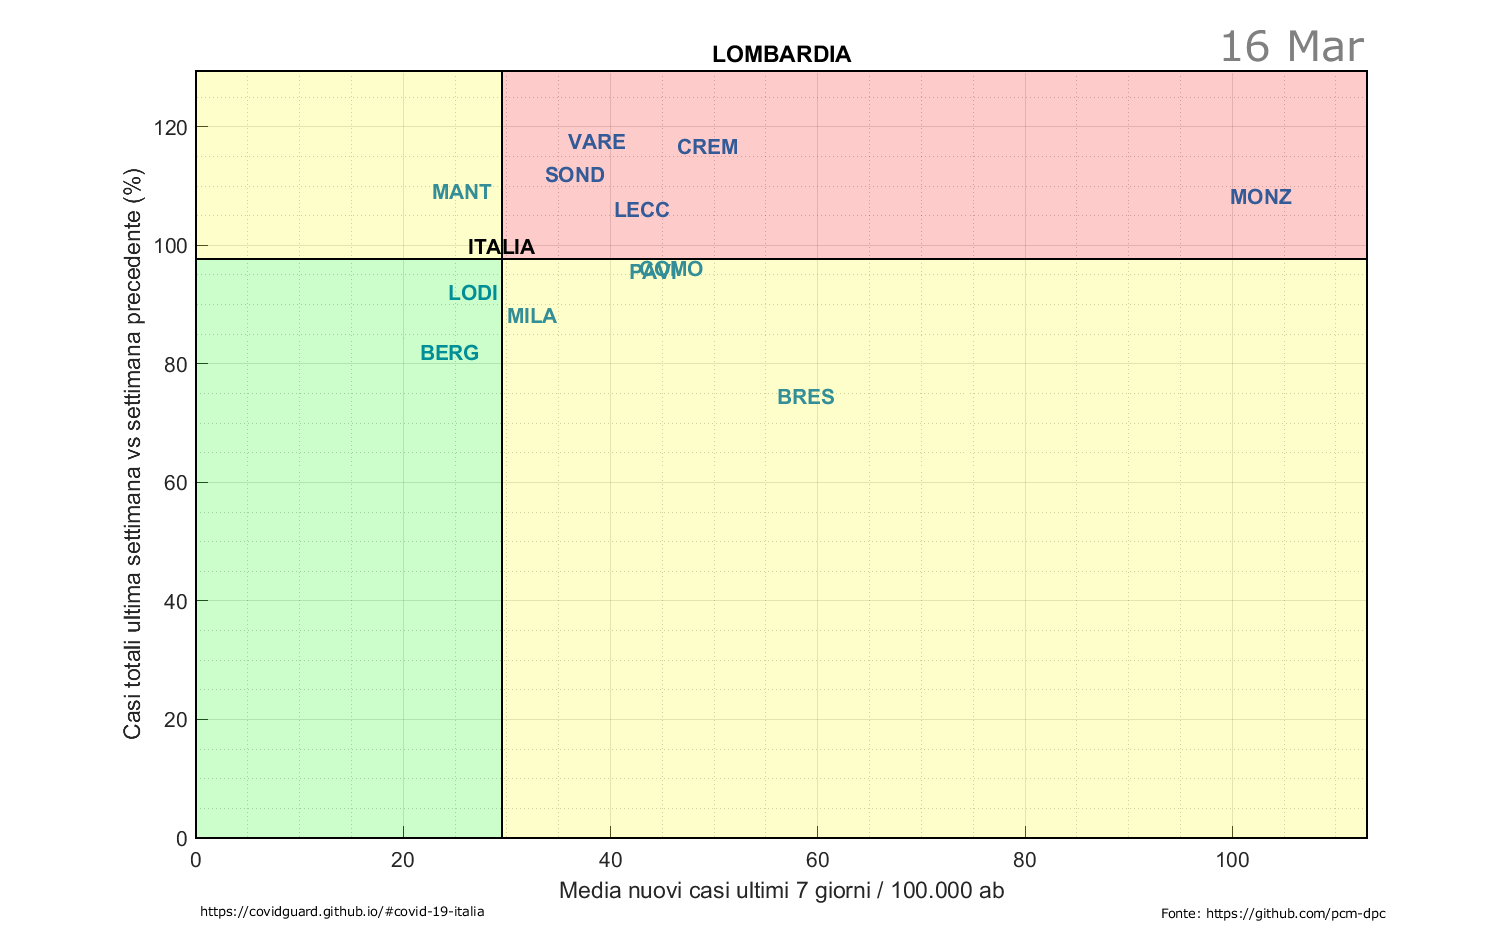 16 Mar
LOMBARDIA
Casi totali ultima settimana vs settimana precedente (%)
120
100
80
60
40
20
0
VARE
CREM
SOND
MANT
MONZ
LECC
ITALIA
COMO
PAVI
LODI
MILA
BERG
BRES
0 20 40 60 80 100
Media nuovi casi ultimi 7 giorni / 100.000 ab
https://covidguard.github.io/#covid-19-italia
Fonte: https://github.com/pcm-dpc